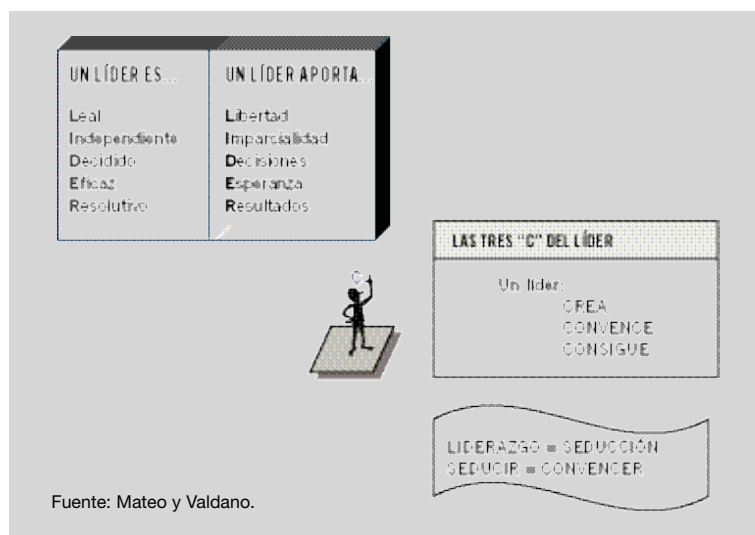 UN LÍDER ES...
Leal
Independiente
Decidido
Eficaz
Resolutivo
UN LÍDER APORTA...
Libertad
Imparcialidad
Decisiones
Esperanza
Resultados
LAS TRES "C" DEL LÍDER
Un líder:
CREA
CONVENCE
CONSIGUE
LIDERAZGO = SEDUCCIÓN
SEDUCIR = CONVENCER
Fuente: Mateo y Valdano.